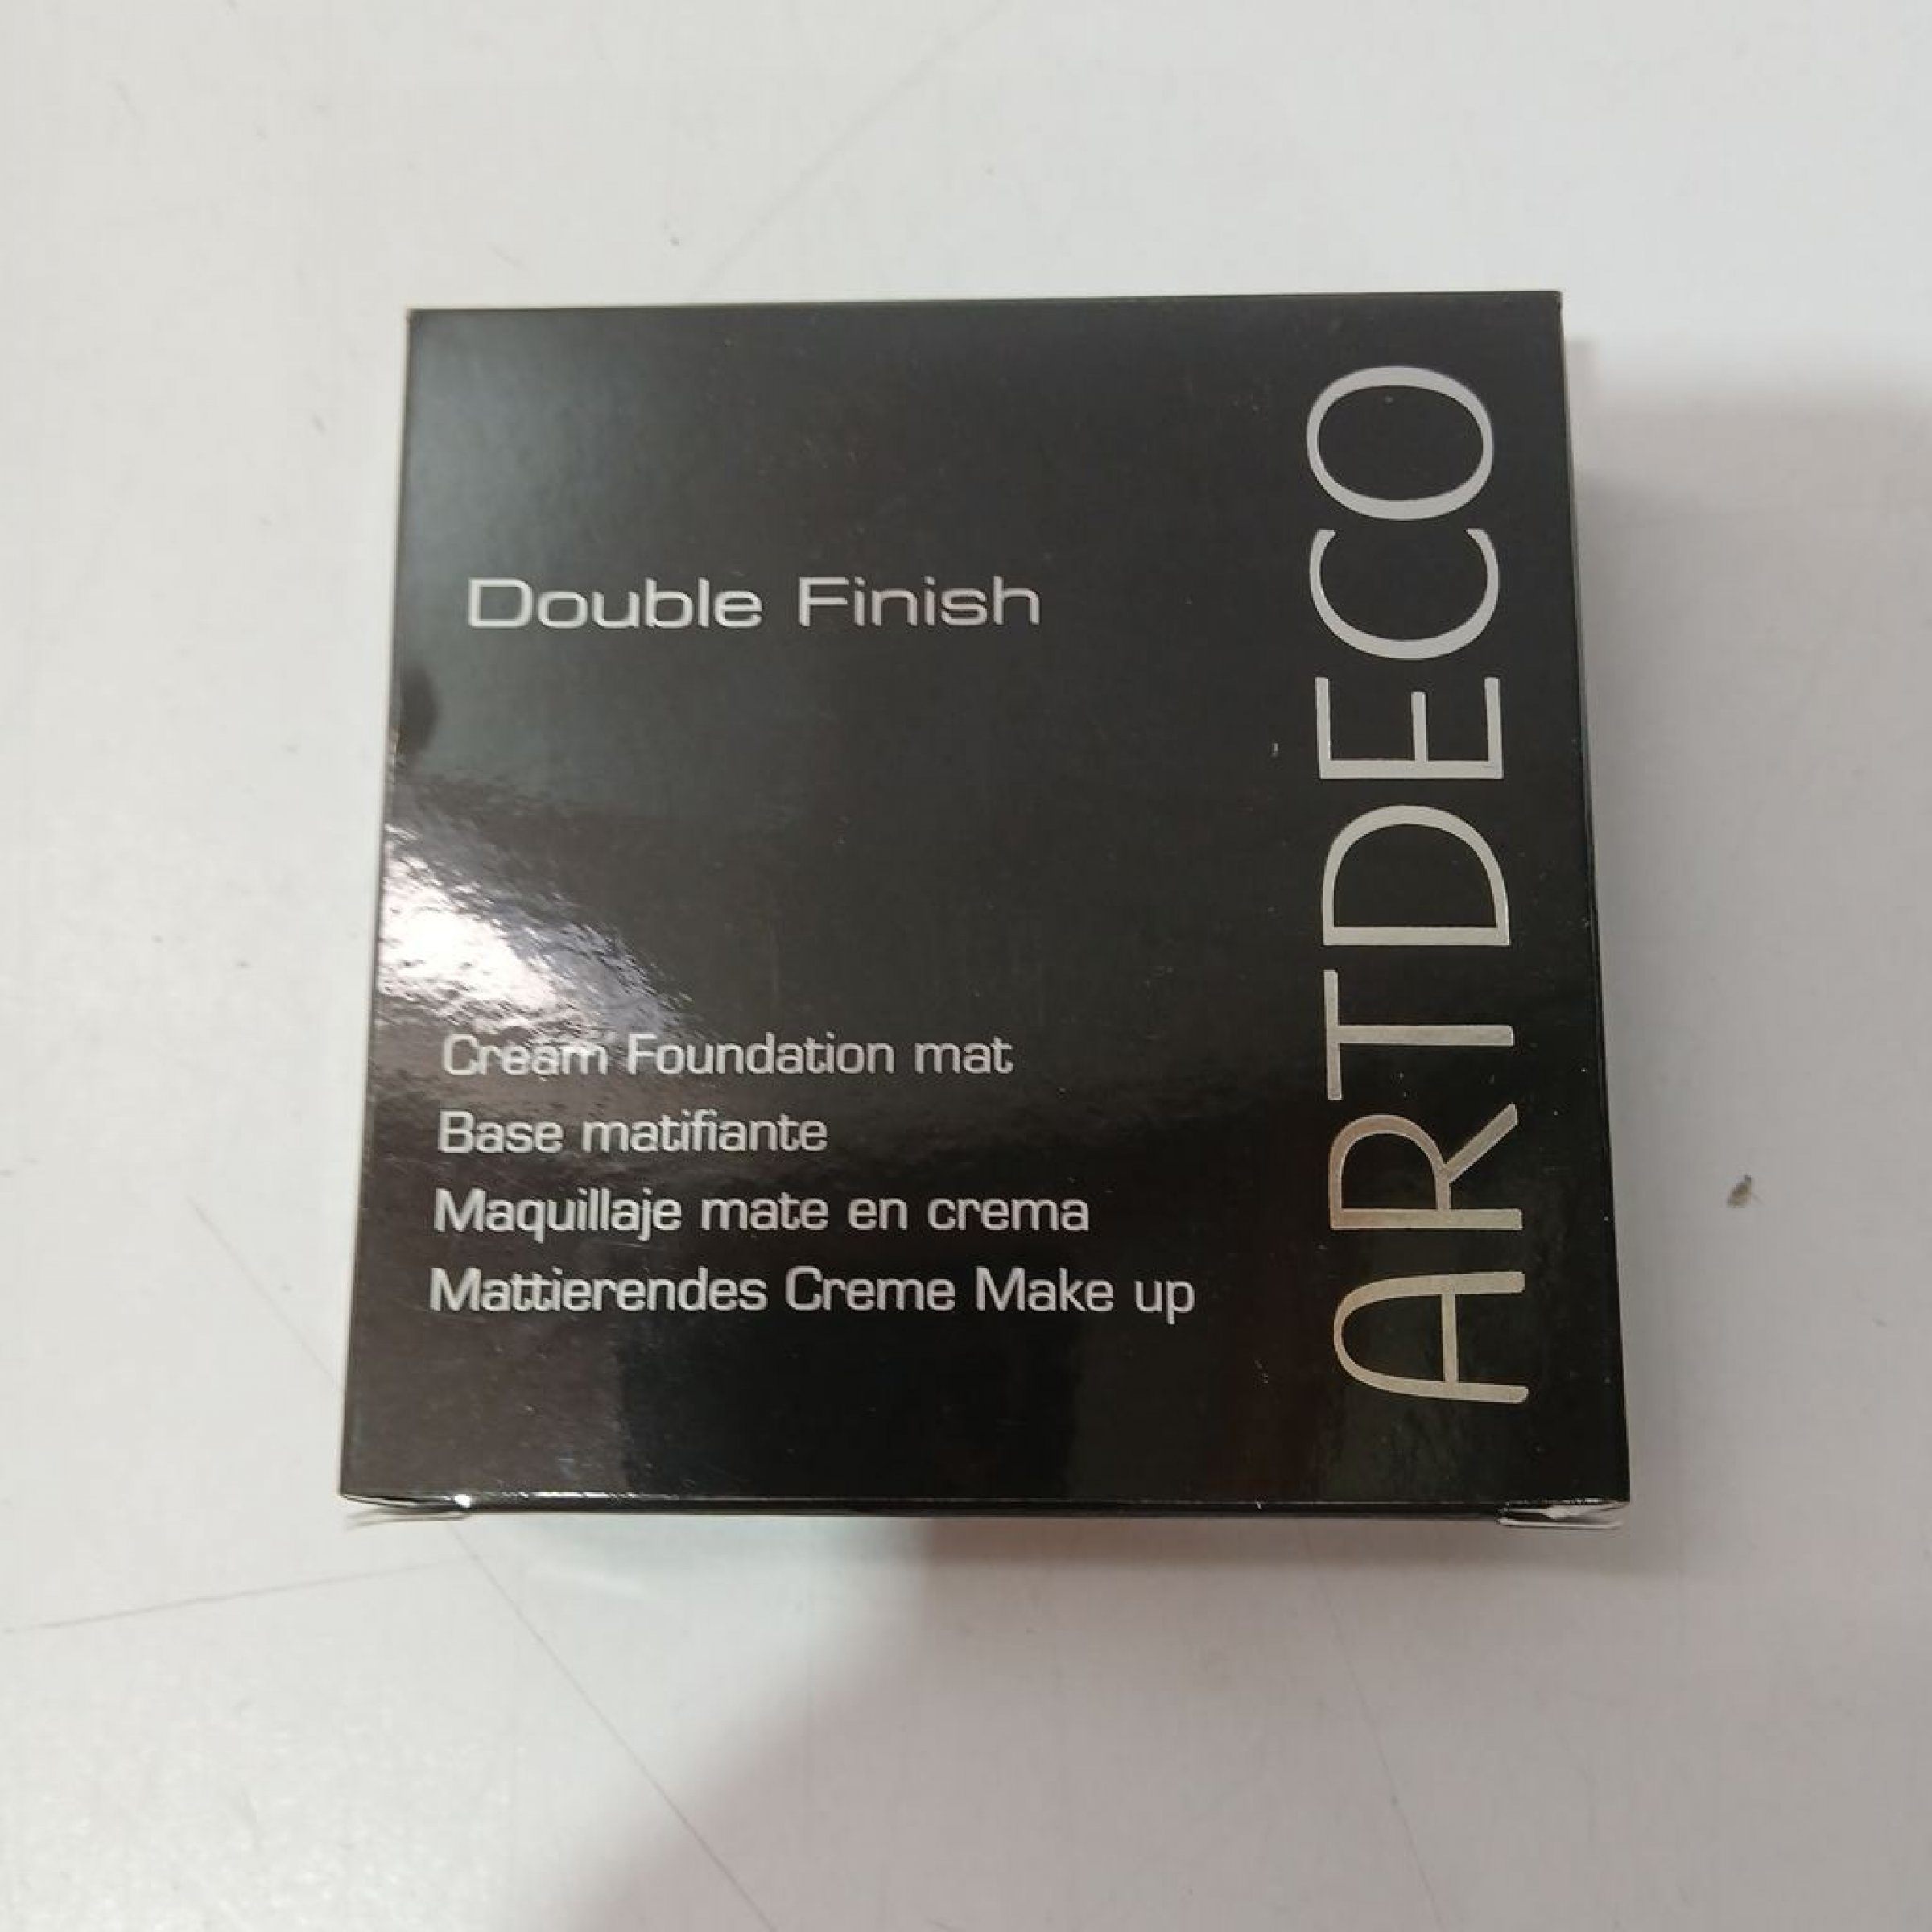 Double Finish
Cream Foundation mat
Base matifiante
Maquillaje mate en crema
Mattierendes Creme Make up
ARTDECO